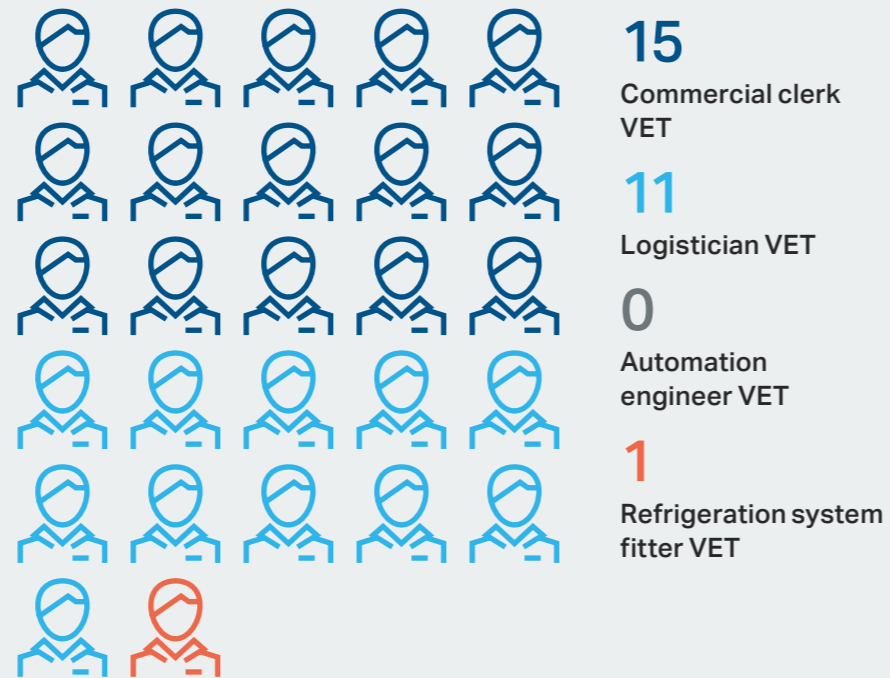 15
Commercial clerk
VET
11
Logistician VET
0
Automation
engineer VET
1
Refrigeration system
fitter VET